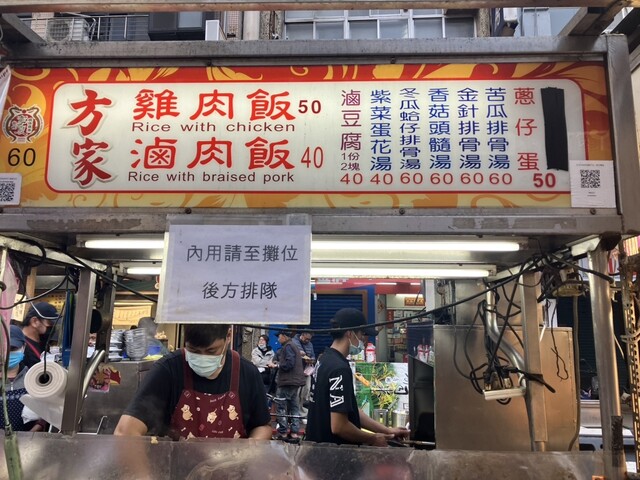 60
方家
雞肉飯 50
Rice with chicken
滷肉飯 40
Rice with braised pork
滷豆腐 1份2塊 40
紫菜蛋花湯 40
冬瓜蛤仔排骨湯 60
香菇頭髓湯 60
金針排骨湯 60
苦瓜排骨湯 60
蔥仔蛋 50
內用請至攤位
後方排隊
NA